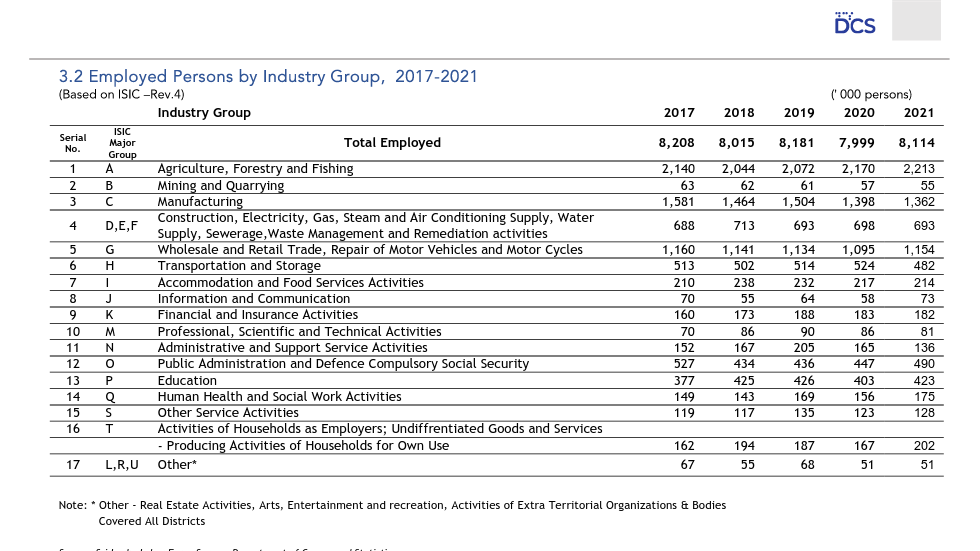 DCS
3.2 Employed Persons by Industry Group, 2017-2021
(Based on ISIC –Rev.4) (' 000 persons)
Industry Group 2017 2018 2019 2020 2021
Serial No. ISIC Major Group Total Employed 8,208 8,015 8,181 7,999 8,114
1 A Agriculture, Forestry and Fishing 2,140 2,044 2,072 2,170 2,213
2 B Mining and Quarrying 63 62 61 57 55
3 C Manufacturing 1,581 1,464 1,504 1,398 1,362
4 D,E,F Construction, Electricity, Gas, Steam and Air Conditioning Supply, Water
Supply, Sewerage,Waste Management and Remediation activities 688 713 693 698 693
5 G Wholesale and Retail Trade, Repair of Motor Vehicles and Motor Cycles 1,160 1,141 1,134 1,095 1,154
6 H Transportation and Storage 513 502 514 524 482
7 I Accommodation and Food Services Activities 210 238 232 217 214
8 J Information and Communication 70 55 64 58 73
9 K Financial and Insurance Activities 160 173 188 183 182
10 M Professional, Scientific and Technical Activities 70 86 90 86 81
11 N Administrative and Support Service Activities 152 167 205 165 136
12 O Public Administration and Defence Compulsory Social Security 527 434 436 447 490
13 P Education 377 425 426 403 423
14 Q Human Health and Social Work Activities 149 143 169 156 175
15 S Other Service Activities 119 117 135 123 128
16 T Activities of Households as Employers; Undiffrentiated Goods and Services
- Producing Activities of Households for Own Use 162 194 187 167 202
17 L,R,U Other* 67 55 68 51 51
Note: * Other - Real Estate Activities, Arts, Entertainment and recreation, Activities of Extra Territorial Organizations & Bodies
Covered All Districts